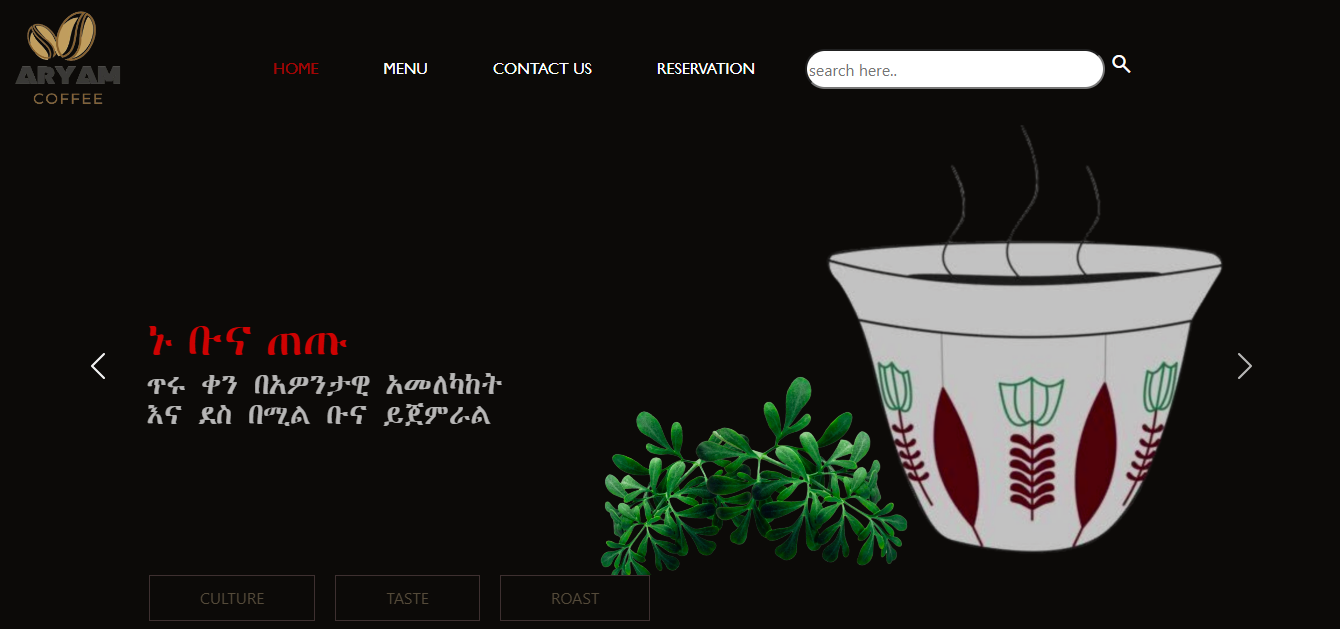 ARYAM
COFFEE
HOME
MENU
CONTACT US
RESERVATION
search here..
ኑ ቡና ጠጡ
ጥሩ ቀን በአዎንታዊ አመለካከት
እና ደስ በሚል ቡና ይጀምራል
CULTURE
TASTE
ROAST